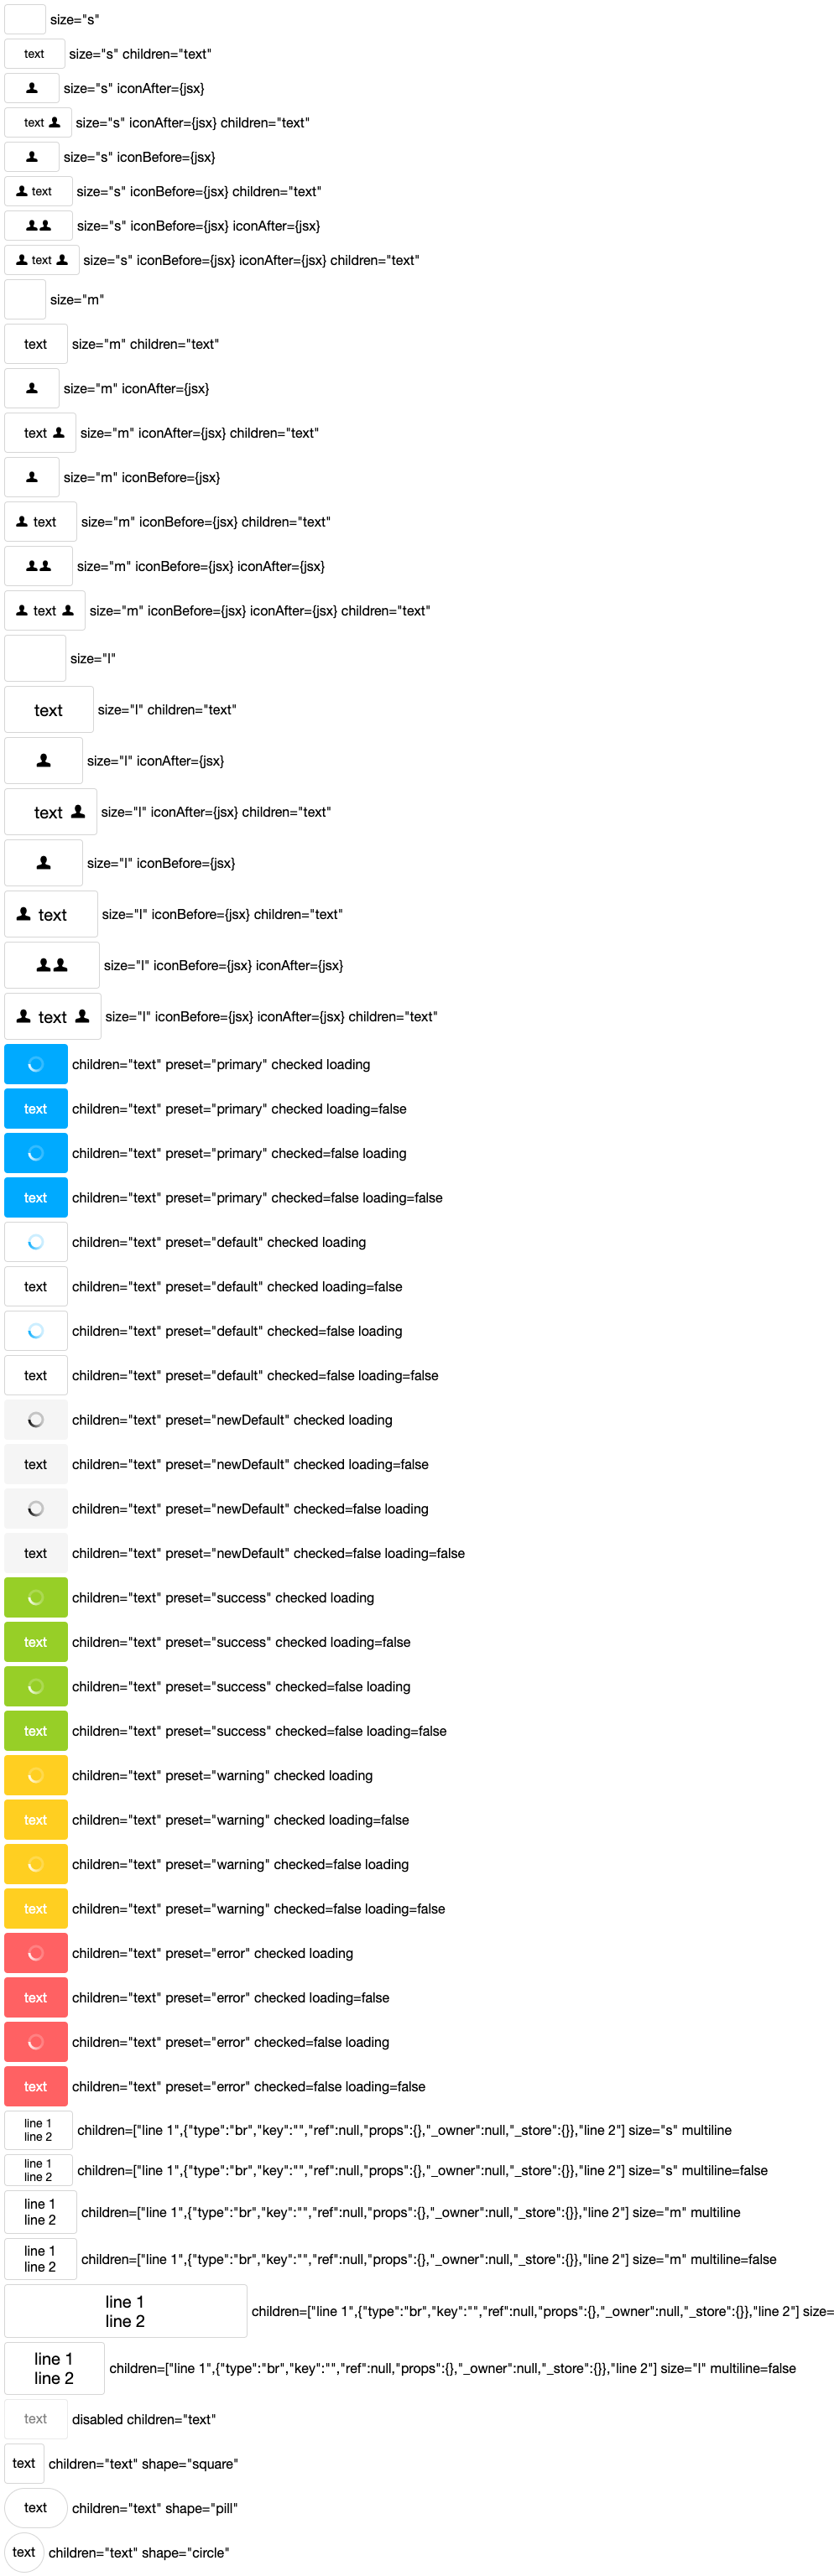 size="s"
text size="s" children="text"
size="s" iconAfter={jsx}
text size="s" iconAfter={jsx} children="text"
size="s" iconBefore={jsx}
text size="s" iconBefore={jsx} children="text"
size="s" iconBefore={jsx} iconAfter={jsx}
text size="s" iconBefore={jsx} iconAfter={jsx} children="text"
size="m"
text size="m" children="text"
size="m" iconAfter={jsx}
text size="m" iconAfter={jsx} children="text"
size="m" iconBefore={jsx}
text size="m" iconBefore={jsx} children="text"
size="m" iconBefore={jsx} iconAfter={jsx}
text size="m" iconBefore={jsx} iconAfter={jsx} children="text"
size="l"
text size="l" children="text"
size="l" iconAfter={jsx}
text size="l" iconAfter={jsx} children="text"
size="l" iconBefore={jsx}
text size="l" iconBefore={jsx} children="text"
size="l" iconBefore={jsx} iconAfter={jsx}
text size="l" iconBefore={jsx} iconAfter={jsx} children="text"
children="text" preset="primary" checked loading
text children="text" preset="primary" checked loading=false
children="text" preset="primary" checked=false loading
text children="text" preset="primary" checked=false loading=false
children="text" preset="default" checked loading
text children="text" preset="default" checked loading=false
children="text" preset="default" checked=false loading
text children="text" preset="default" checked=false loading=false
children="text" preset="newDefault" checked loading
text children="text" preset="newDefault" checked loading=false
children="text" preset="newDefault" checked=false loading
text children="text" preset="newDefault" checked=false loading=false
children="text" preset="success" checked loading
text children="text" preset="success" checked loading=false
children="text" preset="success" checked=false loading
text children="text" preset="success" checked=false loading=false
children="text" preset="warning" checked loading
text children="text" preset="warning" checked loading=false
children="text" preset="warning" checked=false loading
text children="text" preset="warning" checked=false loading=false
children="text" preset="error" checked loading
text children="text" preset="error" checked loading=false
children="text" preset="error" checked=false loading
text children="text" preset="error" checked=false loading=false
line 1
line 2
children=["line 1",{"type":"br","key":"","ref":null,"props":{},"_owner":null,"_store":{}},"line 2"] size="s" multiline
line 1
line 2
children=["line 1",{"type":"br","key":"","ref":null,"props":{},"_owner":null,"_store":{}},"line 2"] size="s" multiline=false
line 1
line 2
children=["line 1",{"type":"br","key":"","ref":null,"props":{},"_owner":null,"_store":{}},"line 2"] size="m" multiline
line 1
line 2
children=["line 1",{"type":"br","key":"","ref":null,"props":{},"_owner":null,"_store":{}},"line 2"] size="m" multiline=false
line 1
line 2
children=["line 1",{"type":"br","key":"","ref":null,"props":{},"_owner":null,"_store":{}},"line 2"] size=
line 1
line 2
children=["line 1",{"type":"br","key":"","ref":null,"props":{},"_owner":null,"_store":{}},"line 2"] size="l" multiline=false
text disabled children="text"
text children="text" shape="square"
text children="text" shape="pill"
text children="text" shape="circle"